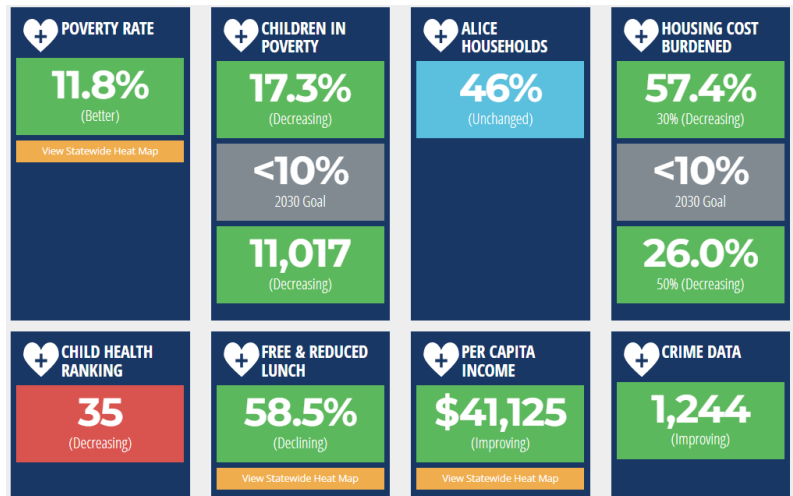 POVERTY RATE
11.8%
(Better)
View Statewide Heat Map
CHILDREN IN
POVERTY
17.3%
(Decreasing)
<10%
2030 Goal
11,017
(Decreasing)
ALICE
HOUSEHOLDS
46%
(Unchanged)
HOUSING COST
BURDENED
57.4%
30% (Decreasing)
<10%
2030 Goal
26.0%
50% (Decreasing)
CHILD HEALTH
RANKING
35
(Decreasing)
FREE & REDUCED
LUNCH
58.5%
(Declining)
View Statewide Heat Map
PER CAPITA
INCOME
$41,125
(Improving)
View Statewide Heat Map
CRIME DATA
1,244
(Improving)